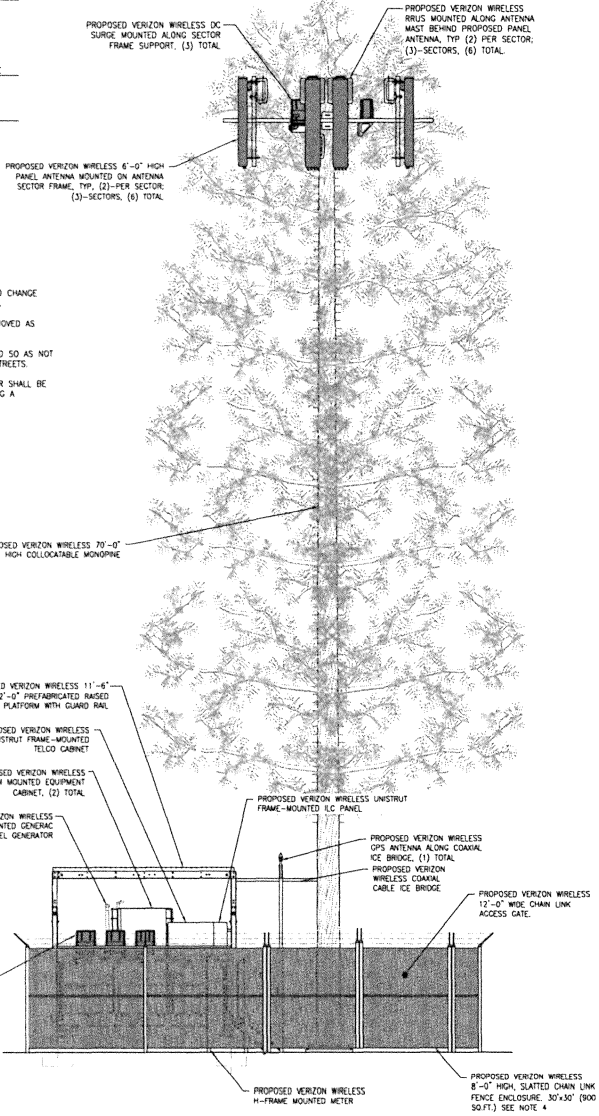 PROPOSED VERIZON WIRELESS DC
SURGE MOUNTED ALONG SECTOR
FRAME SUPPORT, (3) TOTAL
PROPOSED VERIZON WIRELESS
RRUS MOUNTED ALONG ANTENNA
MAST BEHIND PROPOSED PANEL
ANTENNA, TYP (2) PER SECTOR;
(3)-SECTORS, (6) TOTAL.
PROPOSED VERIZON WIRELESS 6'-0" HIGH
PANEL ANTENNA MOUNTED ON ANTENNA
SECTOR FRAME, TYP, (2)-PER SECTOR;
(3)-SECTORS, (6) TOTAL
CHANGE
OVED AS
SO AS NOT
TREETS.
R SHALL BE
G A
OSED VERIZON WIRELESS 70'-0"
HIGH COLLOCATABLE MONOPINE
ED VERIZON WIRELESS 11'-6"
2'-0" PREFABRICATED RAISED
PLATFORM WITH GUARD RAIL
POSED VERIZON WIRELESS
STRUT FRAME-MOUNTED
TELCO CABINET
SED VERIZON WIRELESS
M MOUNTED EQUIPMENT
CABINET, (2) TOTAL
ZON WIRELESS
NTED GENERAC
EL GENERATOR
PROPOSED VERIZON WIRELESS UNISTRUT
FRAME-MOUNTED ILC PANEL
PROPOSED VERIZON WIRELESS
GPS ANTENNA ALONG COAXIAL
ICE BRIDGE, (1) TOTAL
PROPOSED VERIZON
WIRELESS COAXIAL
CABLE ICE BRIDGE
PROPOSED VERIZON WIRELESS
12'-0" WIDE CHAIN LINK
ACCESS GATE.
PROPOSED VERIZON WIRELESS
H-FRAME MOUNTED METER
PROPOSED VERIZON WIRELESS
8'-0" HIGH, SLATTED CHAIN LINK
FENCE ENCLOSURE. 30'x30' (900
SQ.FT.) SEE NOTE 4